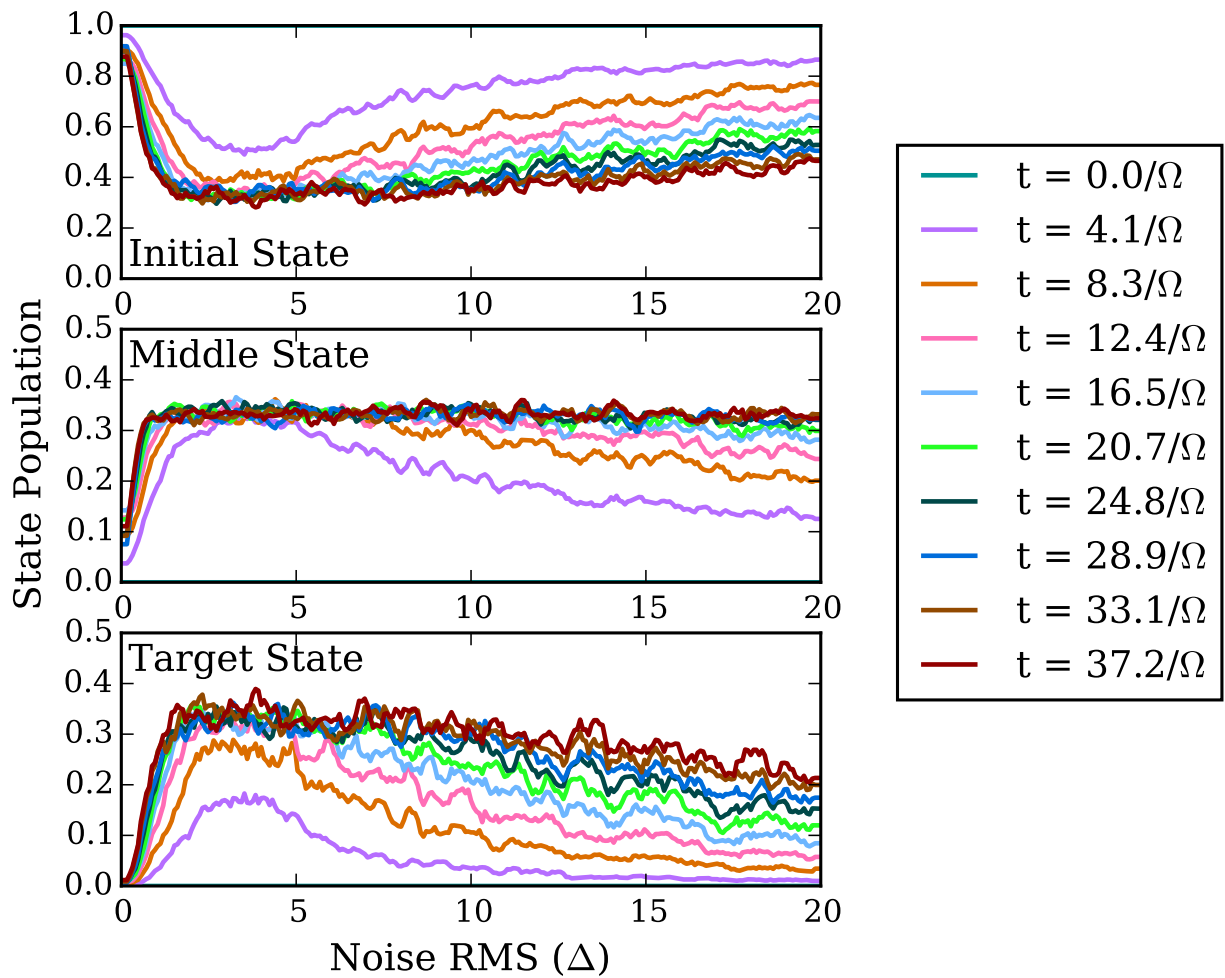 State Population
1.0
0.8
0.6
0.4
0.2
0.0
Initial State
0 5 10 15 20
0.5
0.4
0.3
0.2
0.1
0.0
Middle State
0 5 10 15 20
0.5
0.4
0.3
0.2
0.1
0.0
Target State
0 5 10 15 20
Noise RMS (Δ)
t = 0.0/Ω
t = 4.1/Ω
t = 8.3/Ω
t = 12.4/Ω
t = 16.5/Ω
t = 20.7/Ω
t = 24.8/Ω
t = 28.9/Ω
t = 33.1/Ω
t = 37.2/Ω